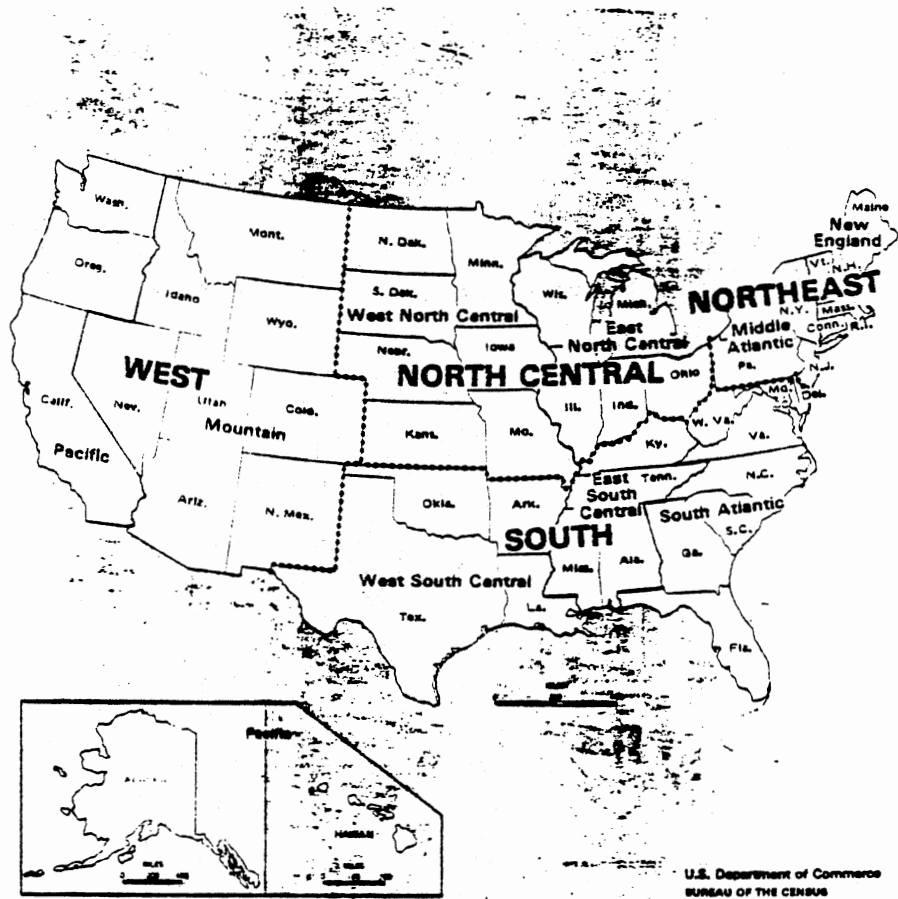 Wash.
Mont.
N. Dak.
Minn.
Maine
New
England
Vt.
N.H.
Oreg.
Idaho
S. Dak.
Wis.
Mich.
NORTHEAST
N.Y.
Mass.
Conn.
R.I.
Wyo.
West North Central
East
North Central
Middle
Atlantic
Nebr.
Iowa
WEST
NORTH CENTRAL
Ohio
Pa.
N.J.
Md.
Del.
Calif.
Nev.
Utah
Colo.
Ill.
Ind.
W. Va.
Va.
Mountain
Kans.
Mo.
Ky.
Pacific
East
South
Central
Tenn.
N.C.
Ariz.
N. Mex.
Okla.
Ark.
South Atlantic
S.C.
SOUTH
Miss.
Ala.
Ga.
West South Central
Tex.
La.
Fla.
Pacific
HAWAII
MILES
U.S. Department of Commerce
BUREAU OF THE CENSUS